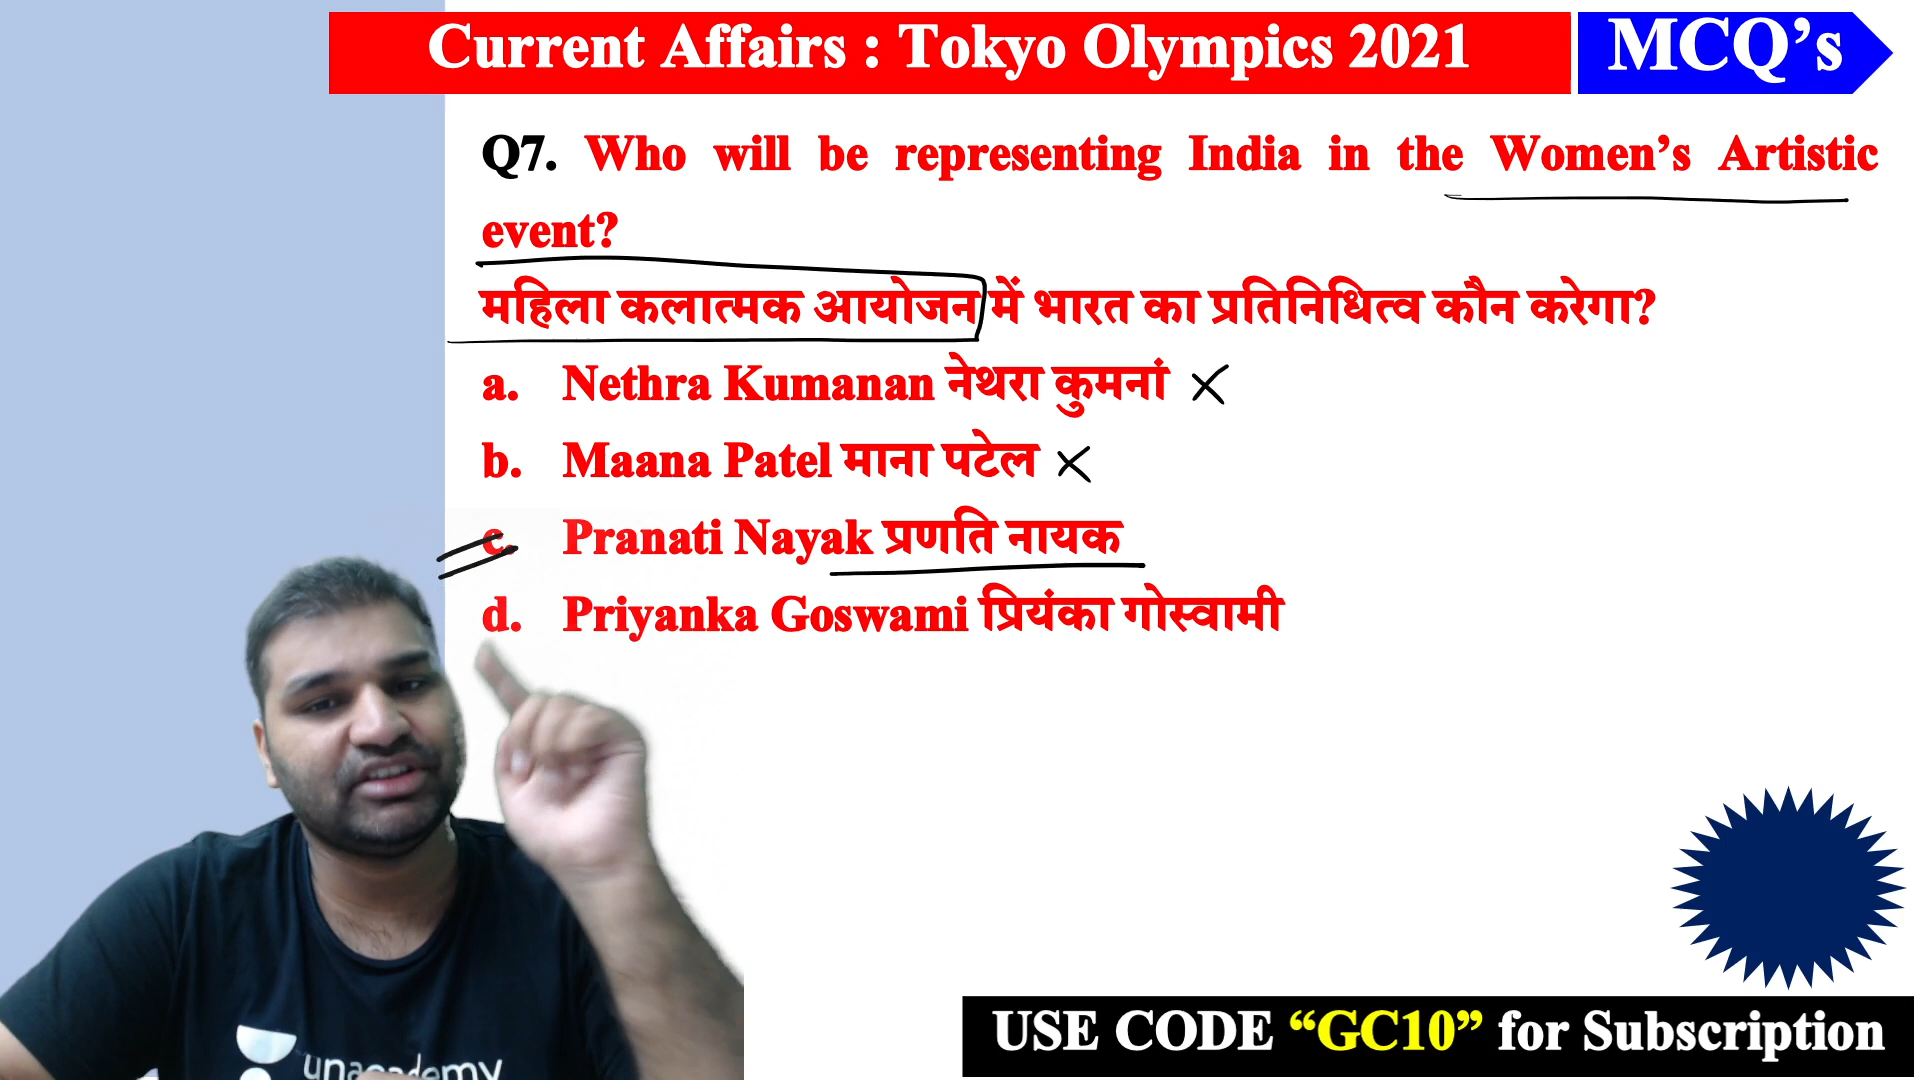 Current Affairs : Tokyo Olympics 2021
MCQ’s
Q7. Who will be representing India in the Women’s Artistic
event?
महिला कलात्मक आयोजन में भारत का प्रतिनिधित्व कौन करेगा?
a. Nethra Kumanan नेथरा कुमनां
b. Maana Patel माना पटेल
c. Pranati Nayak प्रणति नायक
d. Priyanka Goswami प्रियंका गोस्वामी
unacademy
USE CODE “GC10” for Subscription